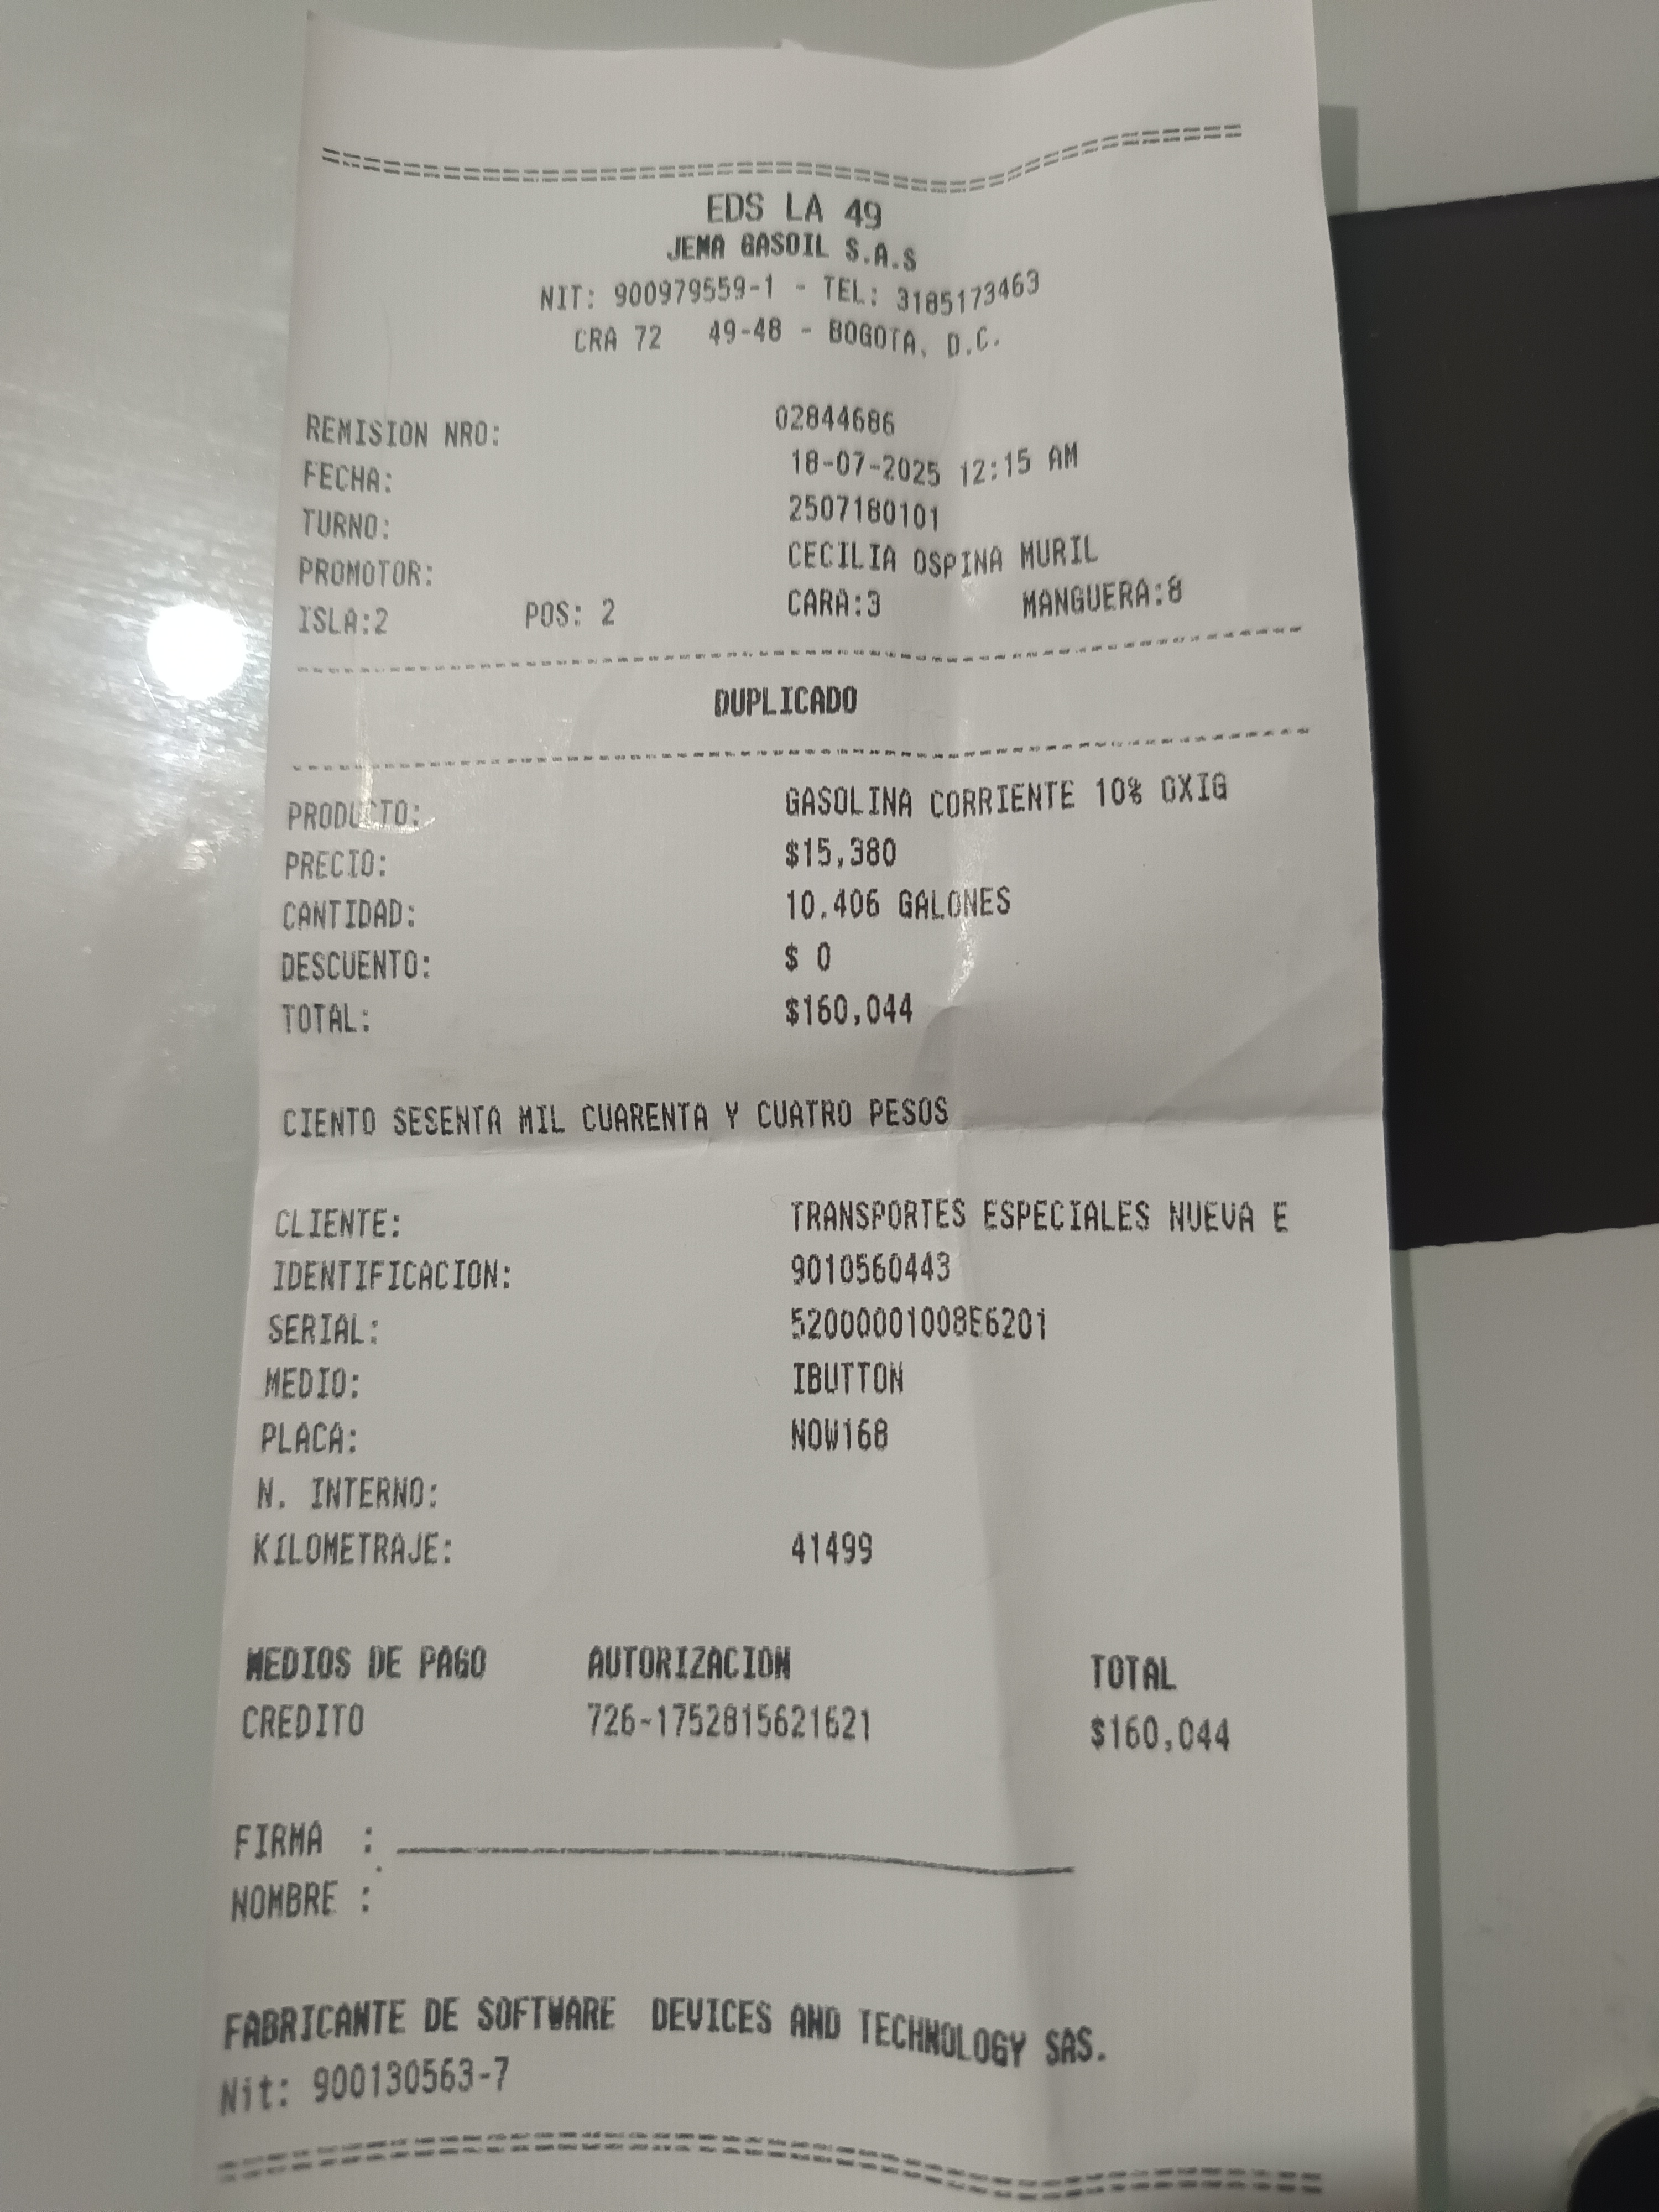 EDS LA 49
JEMA GASOIL S.A.S
NIT: 900979559-1 - TEL: 3185173463
CRA 72 49-48 - BOGOTA, D.C.
REMISION NRO: 02844686
FECHA: 18-07-2025 12:15 AM
TURNO: 2507180101
PROMOTOR: CECILIA OSPINA MURIL
ISLA:2 POS: 2 CARA:3 MANGUERA:8
DUPLICADO
PRODUCTO: GASOLINA CORRIENTE 10% OXIG
PRECIO: $15,380
CANTIDAD: 10.406 GALONES
DESCUENTO: $ 0
TOTAL: $160,044
CIENTO SESENTA MIL CUARENTA Y CUATRO PESOS
CLIENTE: TRANSPORTES ESPECIALES NUEVA E
IDENTIFICACION: 9010560443
SERIAL: 52000001008E6201
MEDIO: IBUTTON
PLACA: NOW168
N. INTERNO:
KILOMETRAJE: 41499
MEDIOS DE PAGO AUTORIZACION TOTAL
CREDITO 726-1752815621621 $160,044
FIRMA :
NOMBRE :
FABRICANTE DE SOFTWARE DEVICES AND TECHNOLOGY SAS.
Nit: 900130563-7